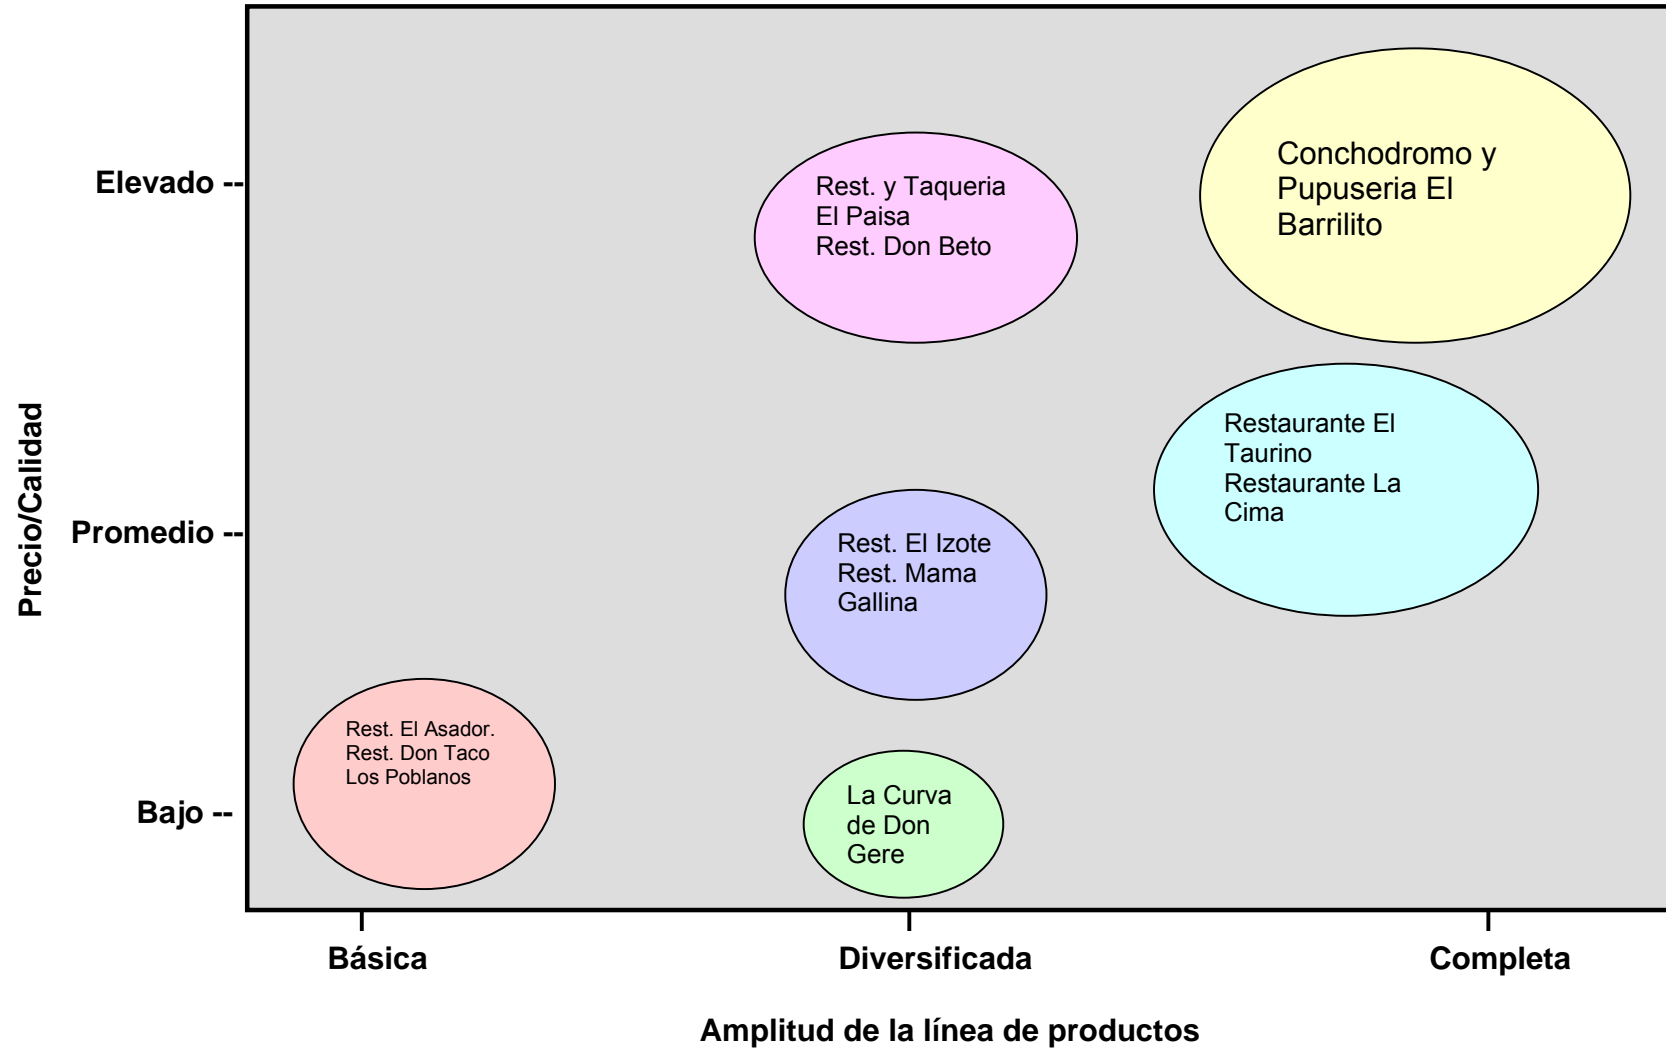 Elevado --
Rest. y Taqueria
El Paisa
Rest. Don Beto
Conchodromo y
Pupuseria El
Barrilito
Precio/Calidad
Promedio --
Rest. El Izote
Rest. Mama
Gallina
Restaurante El
Taurino
Restaurante La
Cima
Bajo --
Rest. El Asador.
Rest. Don Taco
Los Poblanos
La Curva
de Don
Gere
Básica
Diversificada
Completa
Amplitud de la línea de productos